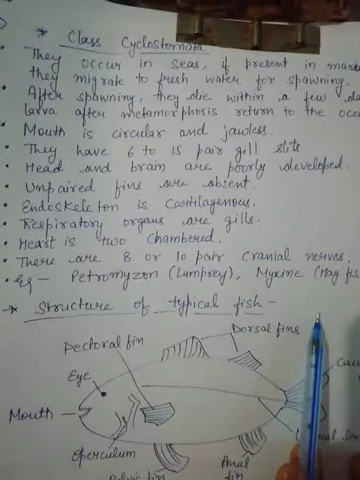 * Class Cyclostomata
• They occur in seas, if present in
they migrate to fresh water for spawning.
• After spawning, they die within a few
larva after metamorphosis return to the
• Mouth is circular and jawless.
• They have 6 to 15 pair gill slits
• Head and brain are poorly developed.
• Unpaired fins are absent.
• Endoskeleton is cartilagenous.
• Respiratory organs are gills.
• Heart is two chambered.
• There are 8 or 10 pair cranial nerves.
• Eg - Petromyzon (Lamprey), Myxine (Hag
* Structure of typical fish -
Dorsal fins
Pectoral fin
Eye
Mouth
Operculum
Pelvic fin
Anal
fin